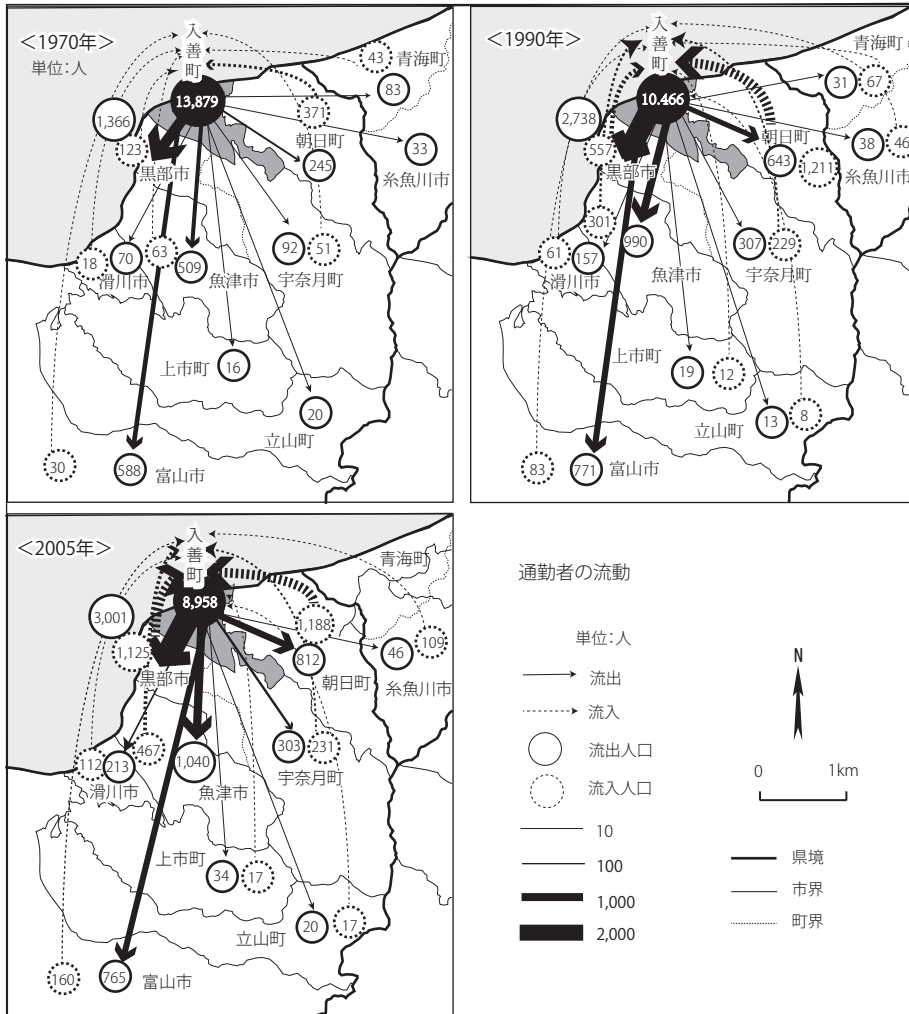 <1970年>
単位：人
入善町
13,879
1,366
123
黒部市
43
青海町
83
371
朝日町
245
33
糸魚川市
18
70
滑川市
63
509
魚津市
92
51
宇奈月町
上市町
16
20
立山町
30
588
富山市
<1990年>
入善町
10.466
2,738
557
黒部市
青海町
31
67
朝日町
643
1,211
38
46
糸魚川市
301
61
157
滑川市
990
魚津市
307
229
宇奈月町
上市町
19
12
立山町
13
8
83
771
富山市
<2005年>
入善町
8,958
3,001
1,125
黒部市
青海町
1,188
812
朝日町
46
109
糸魚川市
112
213
467
滑川市
1,040
魚津市
303
231
宇奈月町
上市町
34
17
立山町
20
17
160
765
富山市
通勤者の流動
単位：人
流出
流入
流出人口
流入人口
10
100
1,000
2,000
N
0 1km
県境
市界
町界